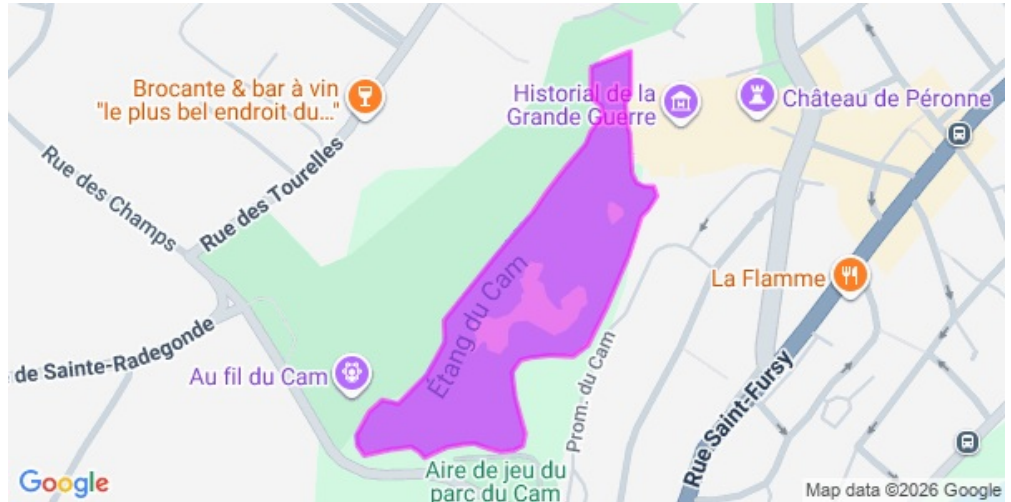 Brocante & bar à vin
"le plus bel endroit du..."
Historial de la
Grande Guerre
Château de Péronne
Rue des Champs
Rue des Tourelles
La Flamme
Étang du Cam
de Sainte-Radegonde
Au fil du Cam
Prom. du Cam
Rue Saint-Fursy
Aire de jeu du
parc du Cam
Google
Map data ©2026 Google